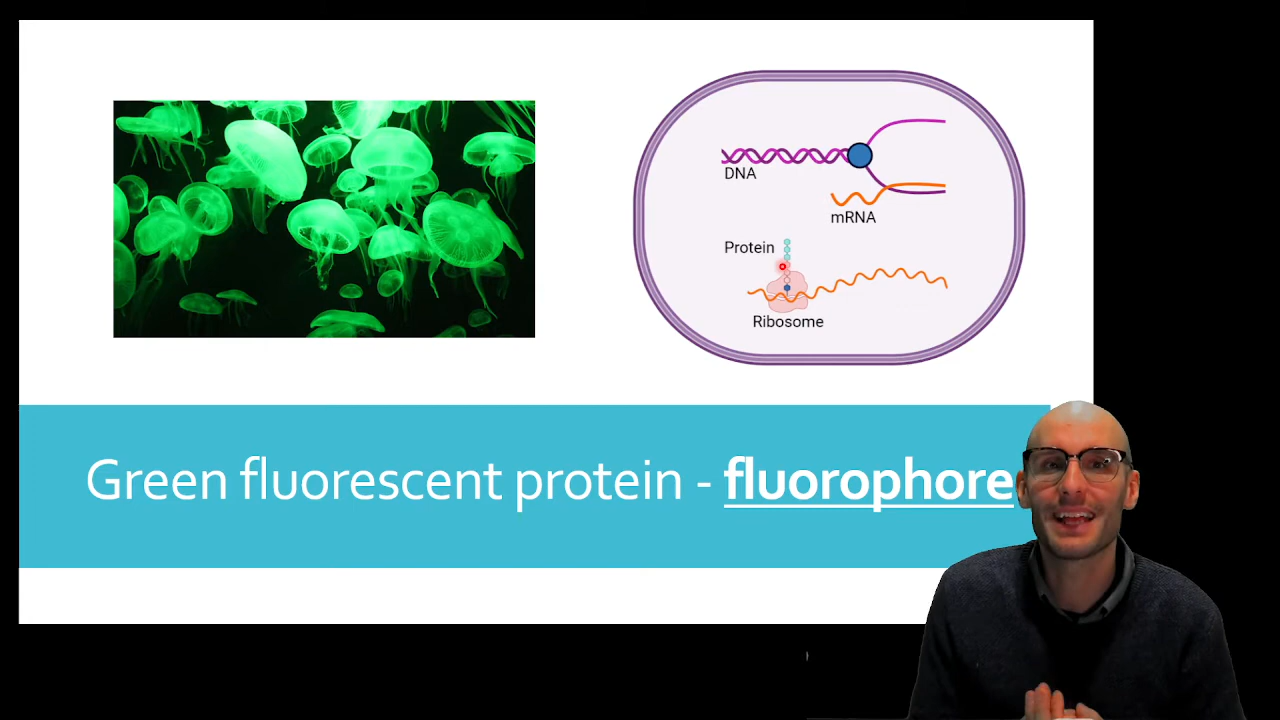 DNA
mRNA
Protein
Ribosome
Green fluorescent protein - fluorophore